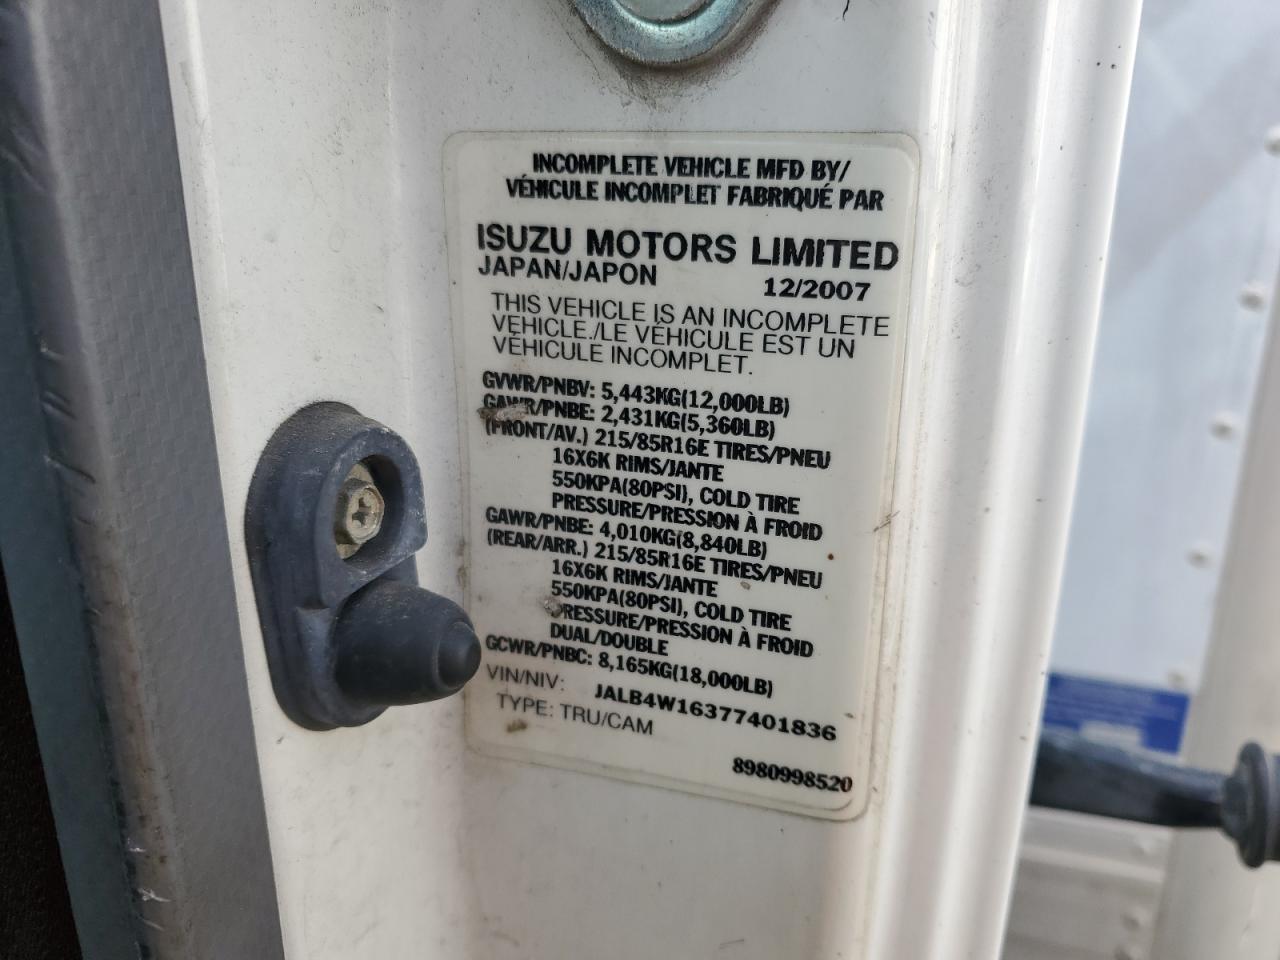 INCOMPLETE VEHICLE MFD BY/
VÉHICULE INCOMPLET FABRIQUÉ PAR
ISUZU MOTORS LIMITED
JAPAN/JAPON 12/2007
THIS VEHICLE IS AN INCOMPLETE
VEHICLE./LE VÉHICULE EST UN
VÉHICULE INCOMPLET.
GVWR/PNBV: 5,443KG(12,000LB)
GAWR/PNBE: 2,431KG(5,360LB)
(FRONT/AV.) 215/85R16E TIRES/PNEU
16X6K RIMS/JANTE
550KPA(80PSI), COLD TIRE
PRESSURE/PRESSION À FROID
GAWR/PNBE: 4,010KG(8,840LB)
(REAR/ARR.) 215/85R16E TIRES/PNEU
16X6K RIMS/JANTE
550KPA(80PSI), COLD TIRE
PRESSURE/PRESSION À FROID
DUAL/DOUBLE
GCWR/PNBC: 8,165KG(18,000LB)
VIN/NIV: JALB4W16377401836
TYPE: TRU/CAM
8980998520